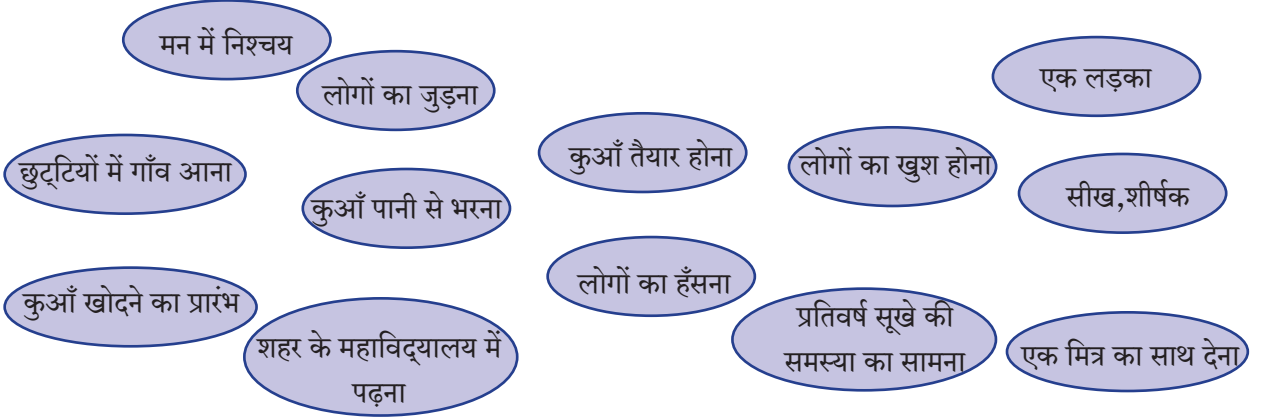 मन में निश्चय
लोगों का जुड़ना
एक लड़का
छुट्‌टियों में गाँव आना
कुआँ तैयार होना
लोगों का खुश होना
कुआँ पानी से भरना
सीख,शीर्षक
कुआँ खोदने का प्रारंभ
लोगों का हँसना
शहर के महाविद्‌यालय में
पढ़ना
प्रतिवर्ष सूखे की
समस्या का सामना
एक मित्र का साथ देना